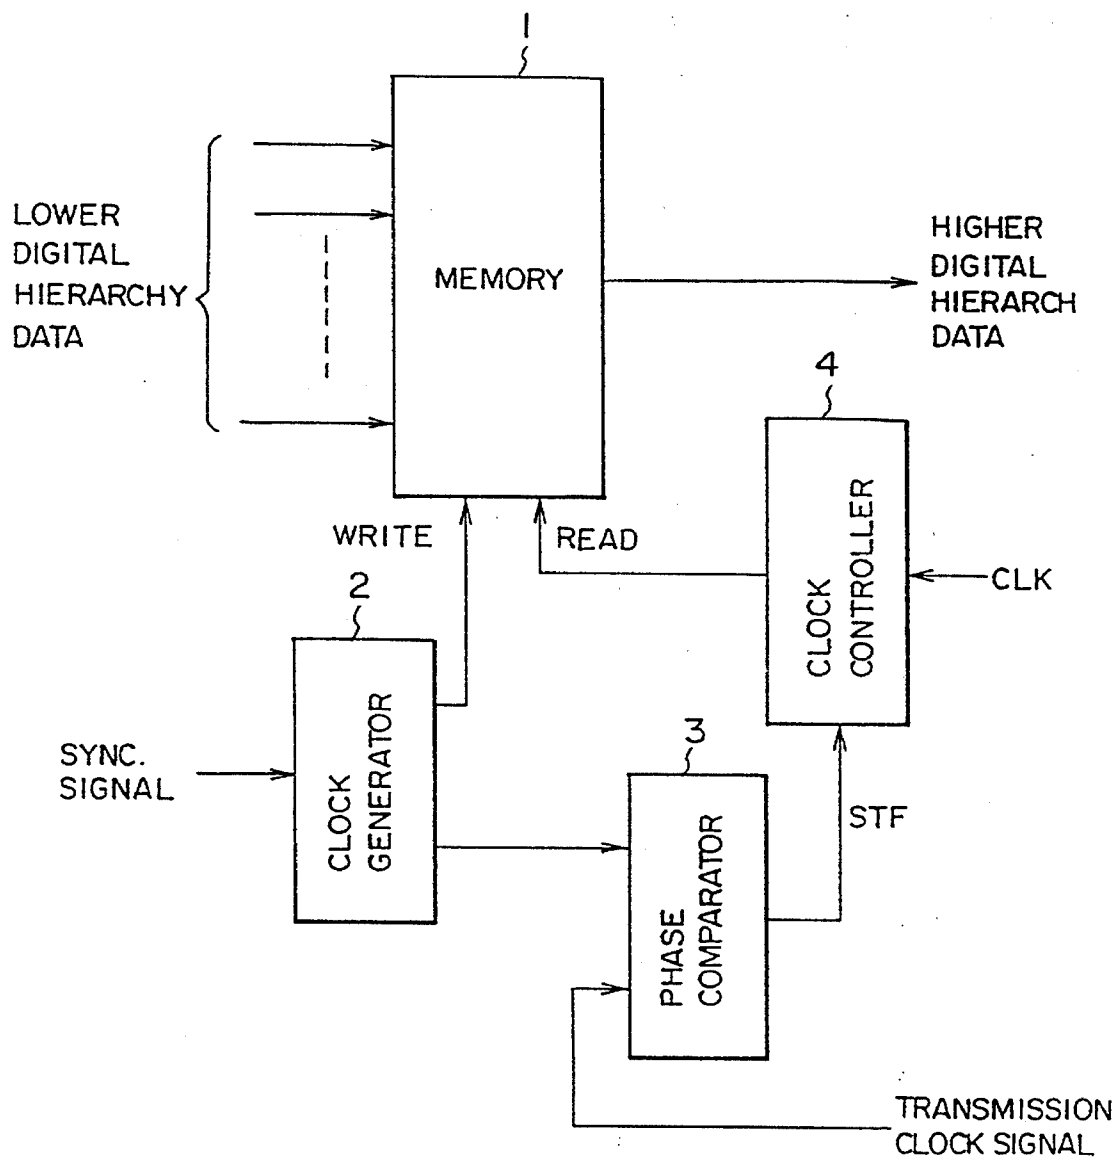 1
LOWER
DIGITAL
HIERARCHY
DATA
MEMORY
HIGHER
DIGITAL
HIERARCH
DATA
4
WRITE
READ
CLOCK
CONTROLLER
CLK
2
SYNC.
SIGNAL
CLOCK
GENERATOR
3
STF
PHASE
COMPARATOR
TRANSMISSION
CLOCK SIGNAL